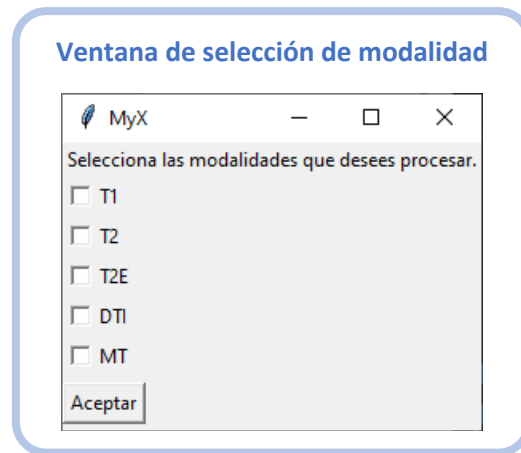 Ventana de selección de modalidad
MyX
Selecciona las modalidades que desees procesar.
T1
T2
T2E
DTI
MT
Aceptar